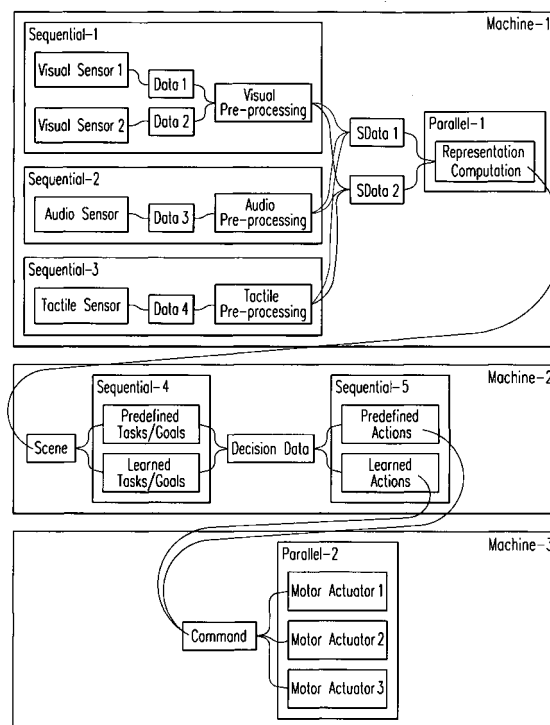 Machine-1
Sequential-1
Visual Sensor 1
Data 1
Visual
Pre-processing
Visual Sensor 2
Data 2
SData 1
Parallel-1
Representation
Computation
Sequential-2
SData 2
Audio Sensor
Data 3
Audio
Pre-processing
Sequential-3
Tactile Sensor
Data 4
Tactile
Pre-processing
Machine-2
Sequential-4
Sequential-5
Predefined
Tasks/Goals
Predefined
Actions
Scene
Decision Data
Learned
Tasks/Goals
Learned
Actions
Machine-3
Parallel-2
Motor Actuator 1
Command
Motor Actuator 2
Motor Actuator 3